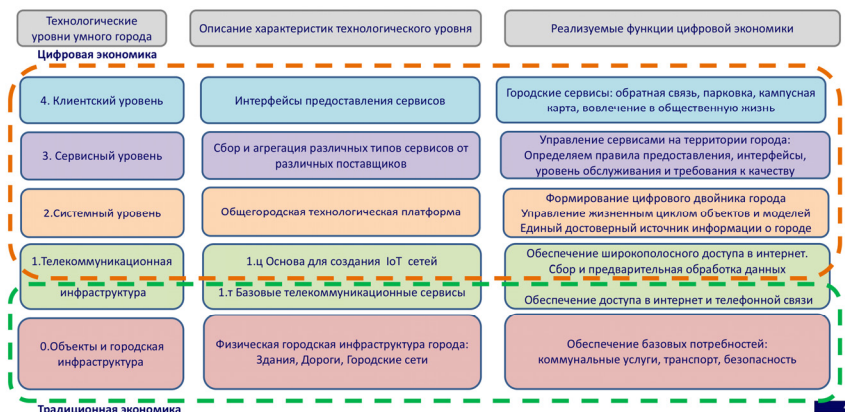 Технологические
уровни умного города
Описание характеристик технологического уровня
Реализуемые функции цифровой экономики
Цифровая экономика
4. Клиентский уровень
Интерфейсы предоставления сервисов
Городские сервисы: обратная связь, парковка, кампусная
карта, вовлечение в общественную жизнь
3. Сервисный уровень
Сбор и агрегация различных типов сервисов от
различных поставщиков
Управление сервисами на территории города:
Определяем правила предоставления, интерфейсы,
уровень обслуживания и требования к качеству
2.Системный уровень
Общегородская технологическая платформа
Формирование цифрового двойника города
Управление жизненным циклом объектов и моделей
Единый достоверный источник информации о городе
1.Телекоммуникационная
инфраструктура
1.ц Основа для создания IoT сетей
1.т Базовые телекоммуникационные сервисы
Обеспечение широкополосного доступа в интернет.
Сбор и предварительная обработка данных
Обеспечение доступа в интернет и телефонной связи
0.Объекты и городская
инфраструктура
Физическая городская инфраструктура города:
Здания, Дороги, Городские сети
Обеспечение базовых потребностей:
коммунальные услуги, транспорт, безопасность
Традиционная экономика